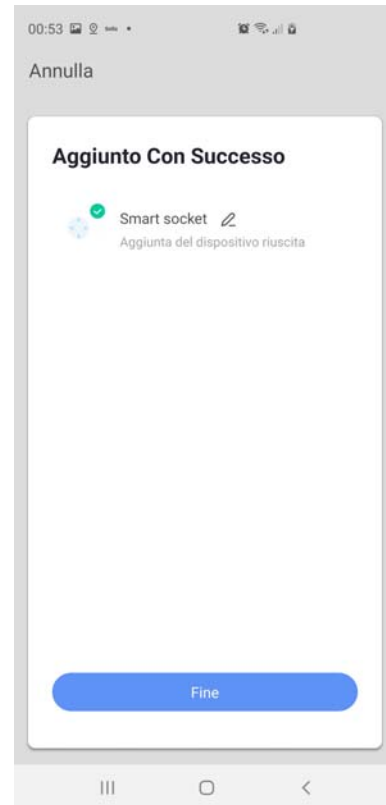 00:53
Annulla
Aggiunto Con Successo
Smart socket
Aggiunta del dispositivo riuscita
Fine